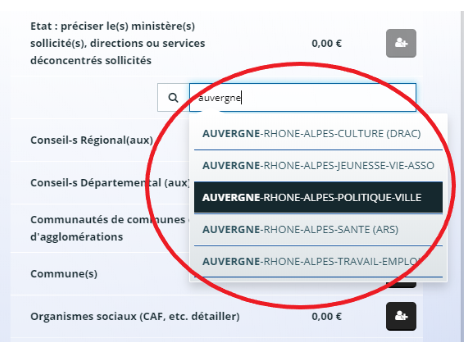 Etat : préciser le(s) ministère(s)
sollicité(s), directions ou services
déconcentrés sollicités
0,00 €
auvergne
AUVERGNE-RHONE-ALPES-CULTURE (DRAC)
AUVERGNE-RHONE-ALPES-JEUNESSE-VIE-ASSO
AUVERGNE-RHONE-ALPES-POLITIQUE-VILLE
AUVERGNE-RHONE-ALPES-SANTE (ARS)
AUVERGNE-RHONE-ALPES-TRAVAIL-EMPLO
Conseil-s Régional(aux)
Conseil-s Départemental (aux)
Communautés de communes
d'agglomérations
Commune(s)
Organismes sociaux (CAF, etc. détailler)
0,00 €